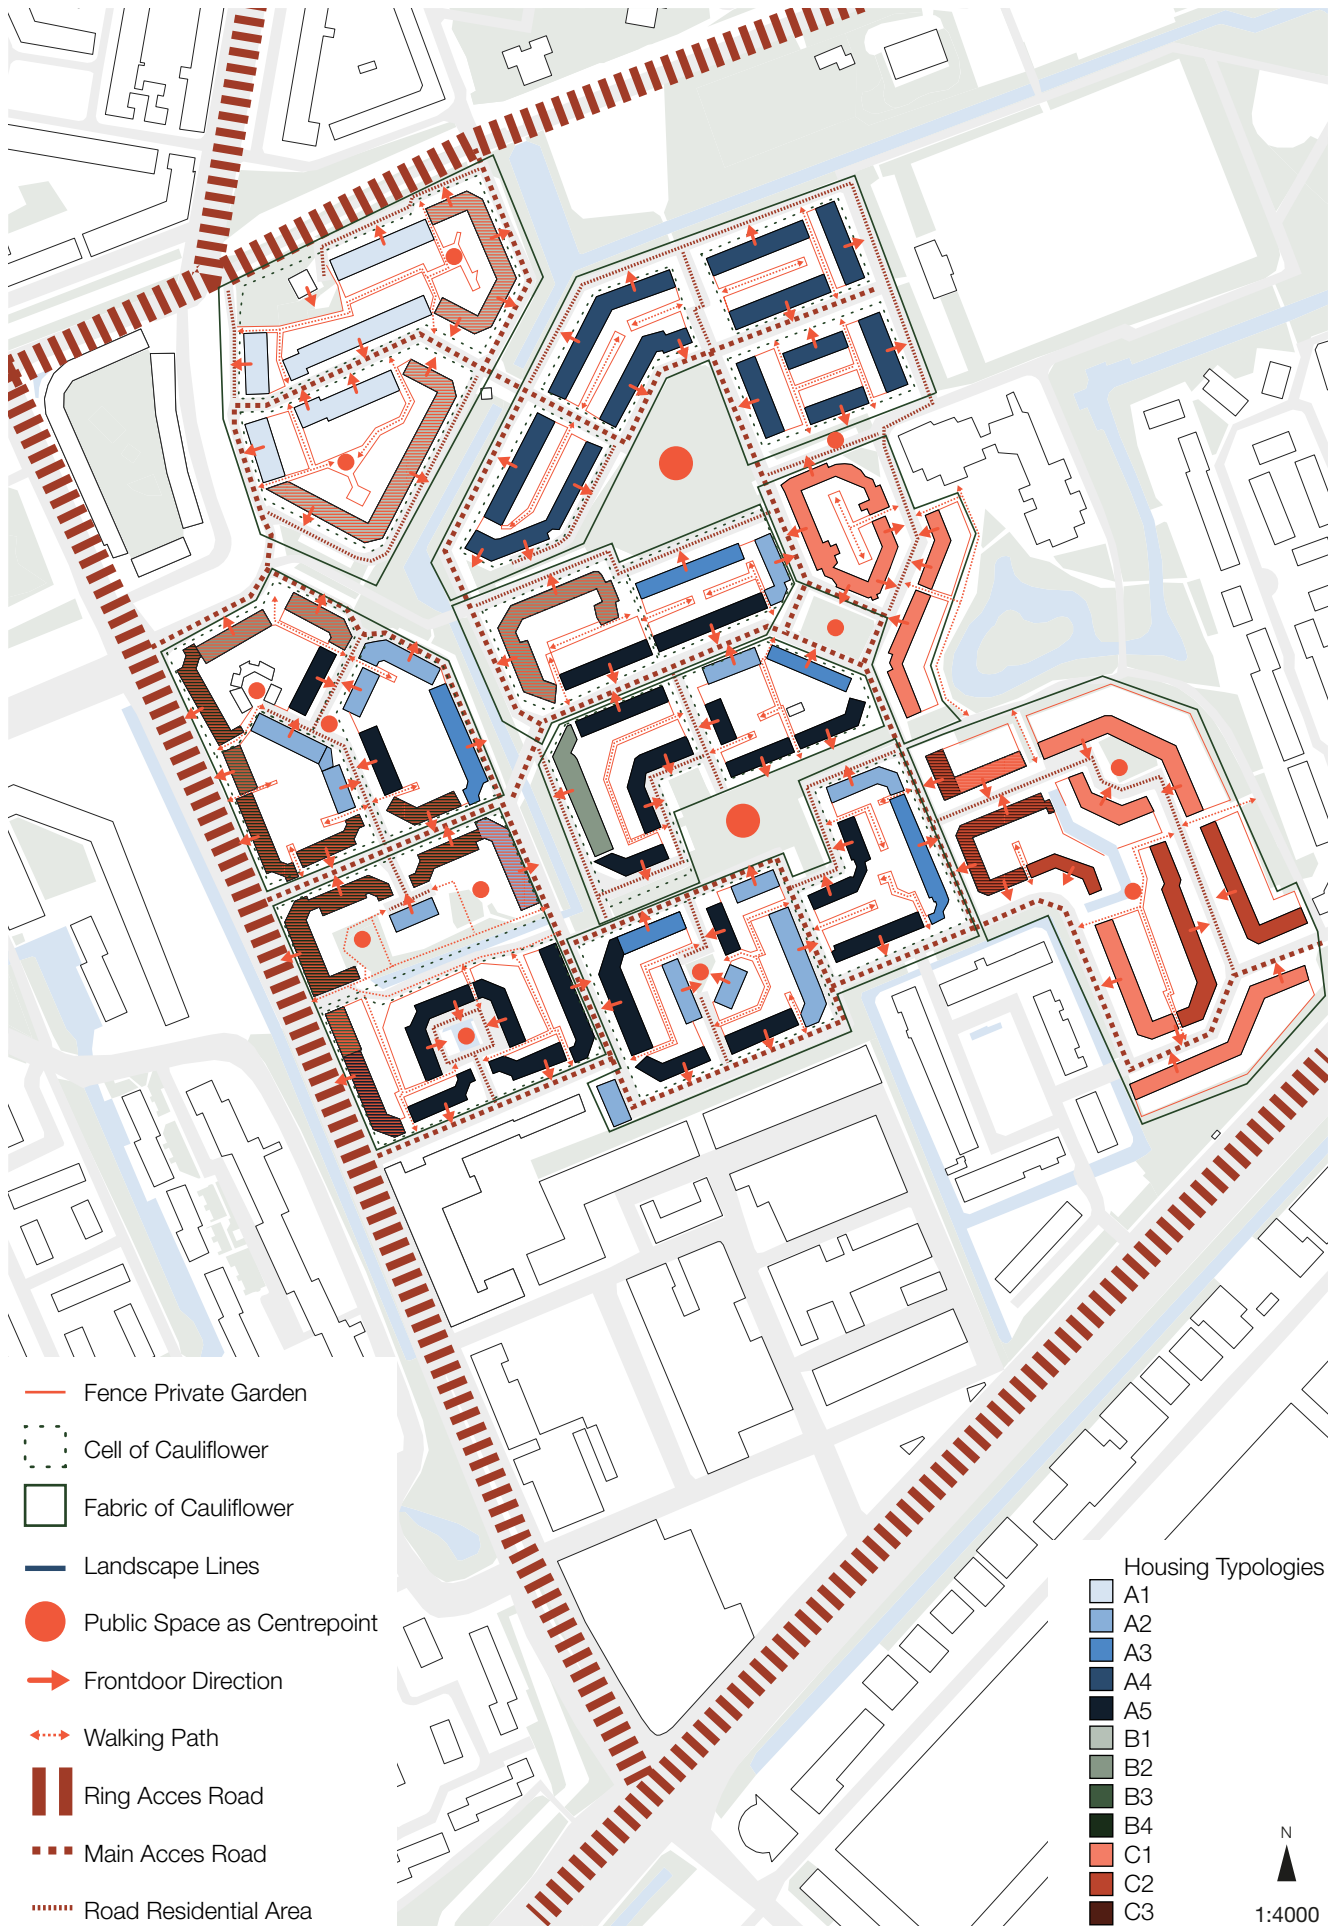 Fence Private Garden
Cell of Cauliflower
Fabric of Cauliflower
Landscape Lines
Public Space as Centrepoint
Frontdoor Direction
Walking Path
Ring Acces Road
Main Acces Road
Road Residential Area
Housing Typologies
A1
A2
A3
A4
A5
B1
B2
B3
B4
C1
C2
C3
N
1:4000